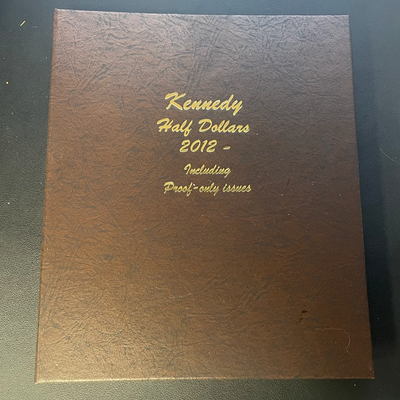 Kennedy
Half Dollars
2012 -
Including
Proof-only issues